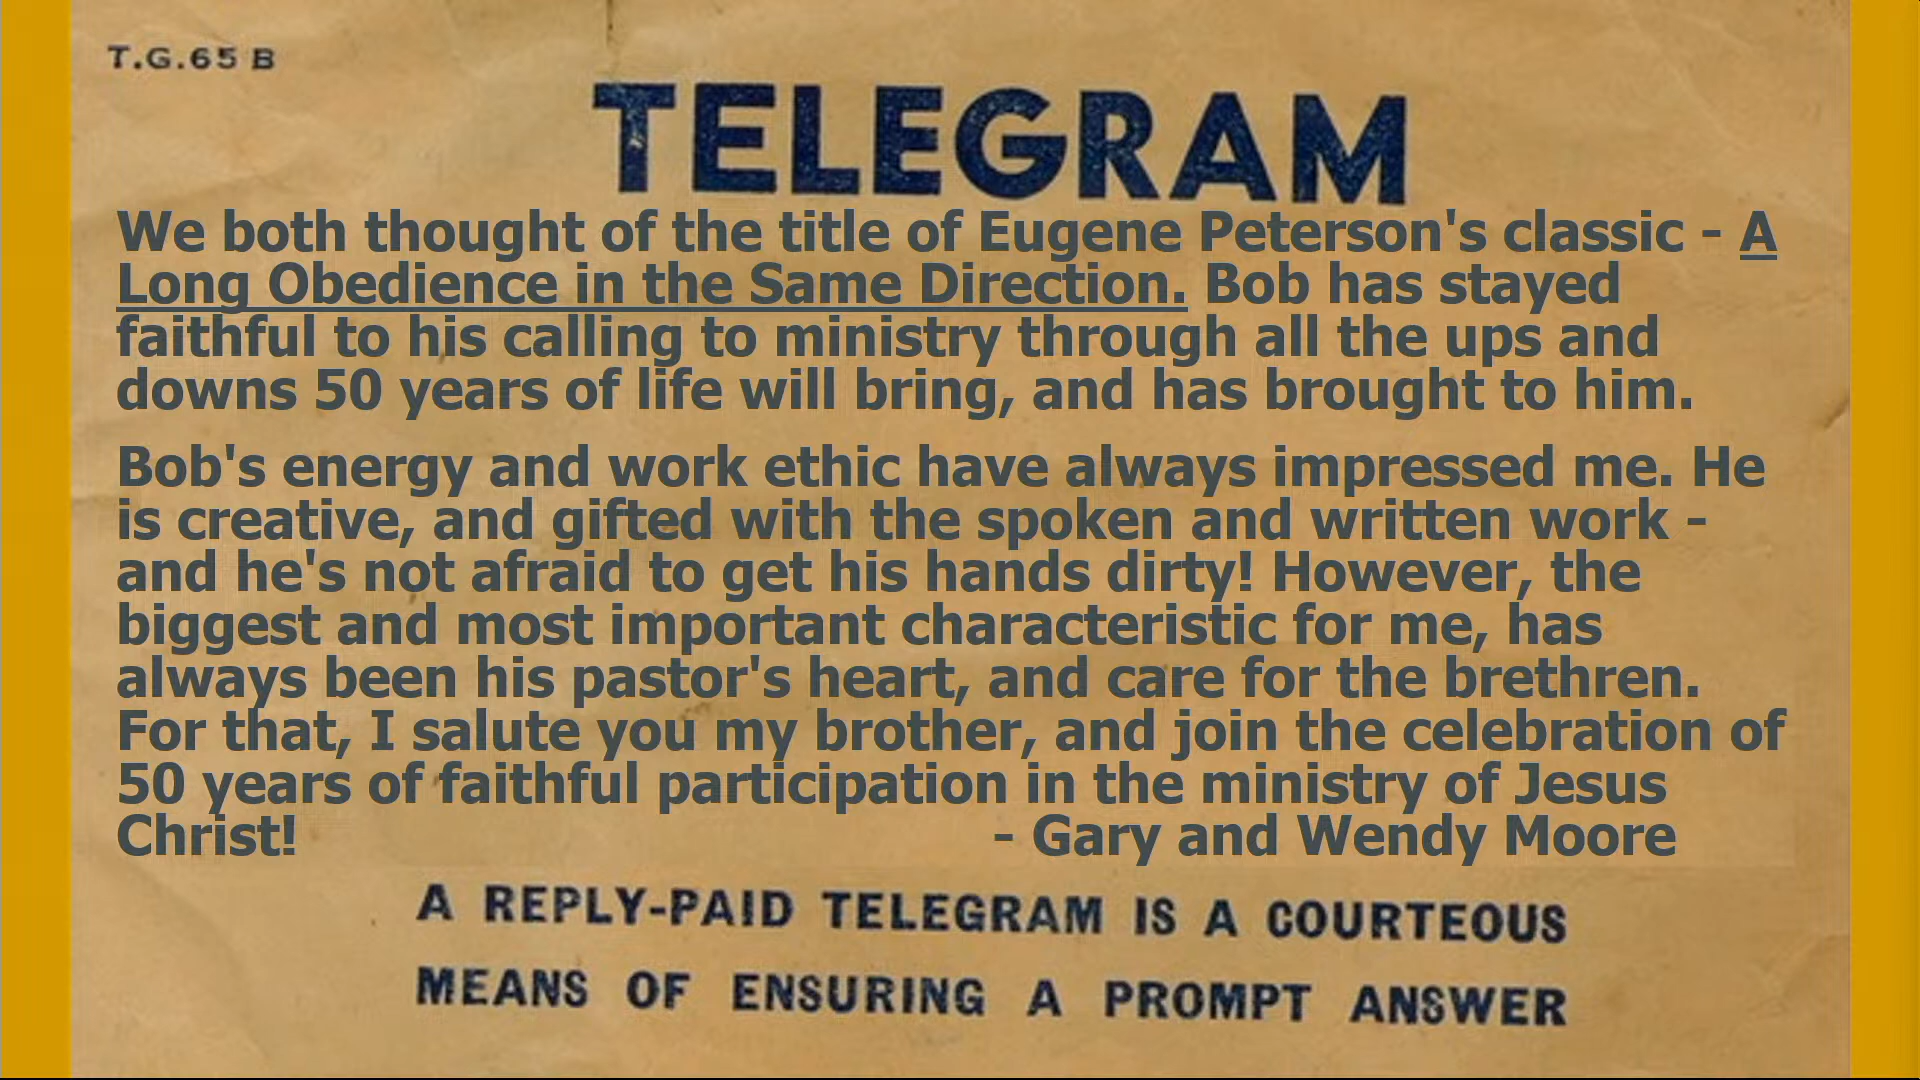 T.G.65 B
TELEGRAM
We both thought of the title of Eugene Peterson's classic - A
Long Obedience in the Same Direction. Bob has stayed
faithful to his calling to ministry through all the ups and
downs 50 years of life will bring, and has brought to him.
Bob's energy and work ethic have always impressed me. He
is creative, and gifted with the spoken and written work -
and he's not afraid to get his hands dirty! However, the
biggest and most important characteristic for me, has
always been his pastor's heart, and care for the brethren.
For that, I salute you my brother, and join the celebration of
50 years of faithful participation in the ministry of Jesus
Christ! - Gary and Wendy Moore
A REPLY-PAID TELEGRAM IS A COURTEOUS
MEANS OF ENSURING A PROMPT ANSWER